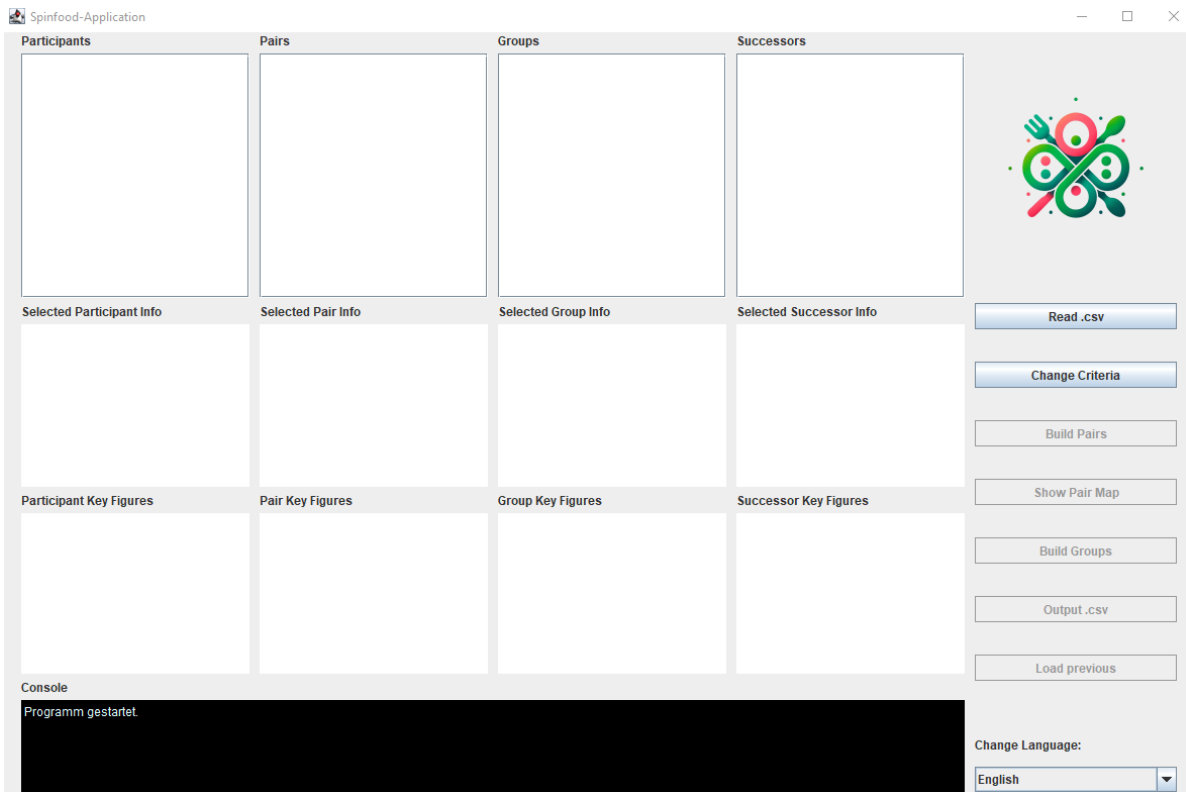 Spinfood-Application
Participants Pairs Groups Successors
Selected Participant Info Selected Pair Info Selected Group Info Selected Successor Info
Read .csv
Change Criteria
Build Pairs
Show Pair Map
Participant Key Figures Pair Key Figures Group Key Figures Successor Key Figures
Build Groups
Output .csv
Load previous
Console
Programm gestartet.
Change Language:
English